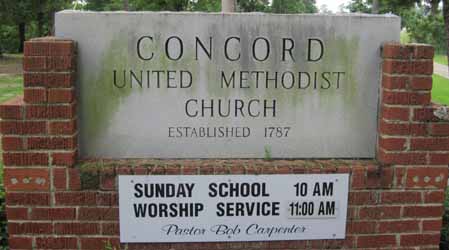 CONCORD
UNITED METHODIST
CHURCH
ESTABLISHED 1787
SUNDAY SCHOOL 10 AM
WORSHIP SERVICE 11:00 AM
Pastor Bob Carpenter